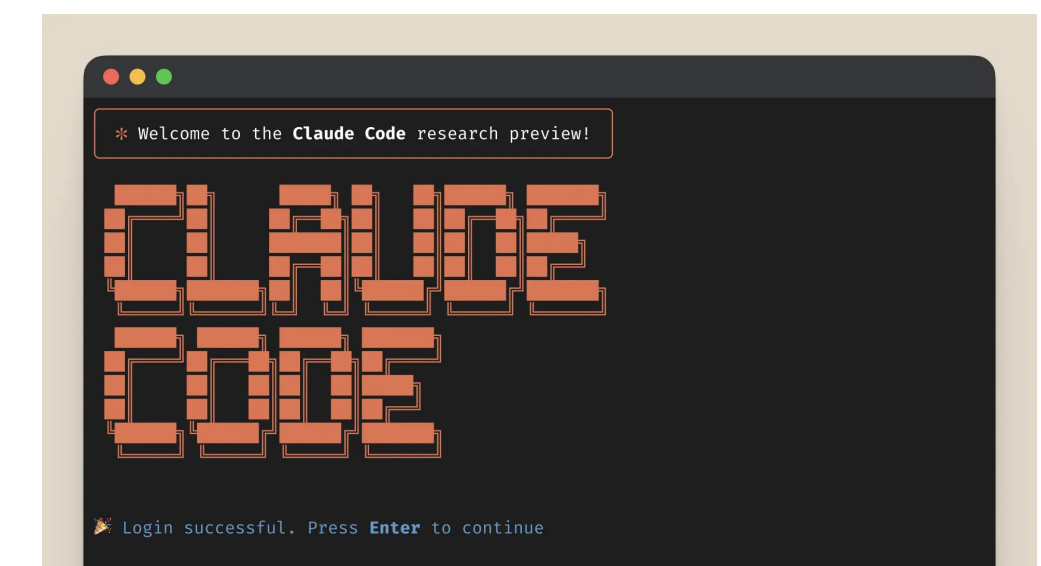 ✻ Welcome to the Claude Code research preview!
CLAUDE
CODE
🎉 Login successful. Press Enter to continue